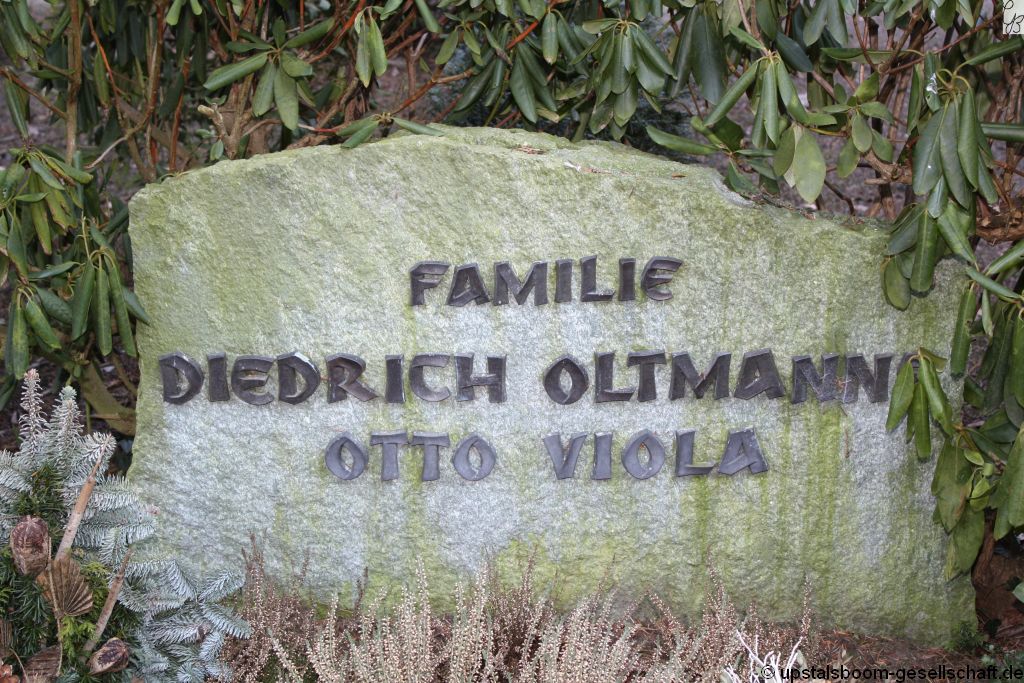 FAMILIE
DIEDRICH OLTMANNS
OTTO VIOLA
© upstalsboom-gesellschaft.de